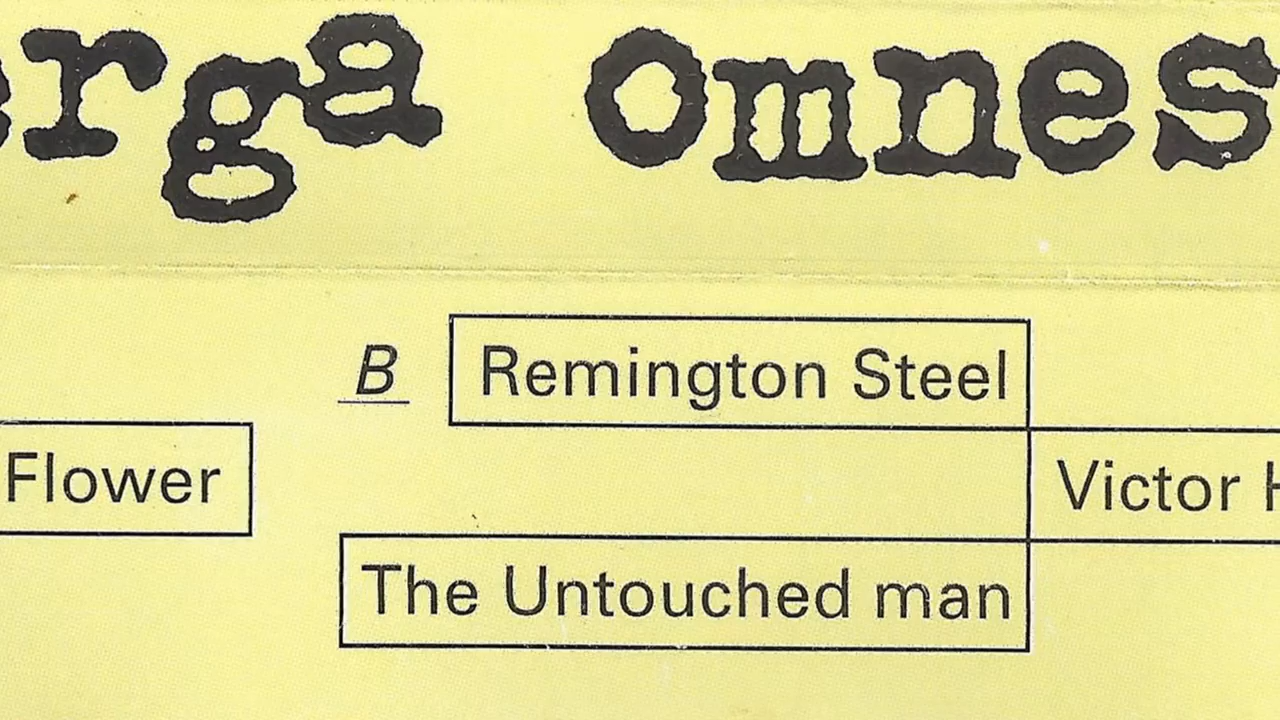 erga omnes
B Remington Steel
Flower
Victor
The Untouched man